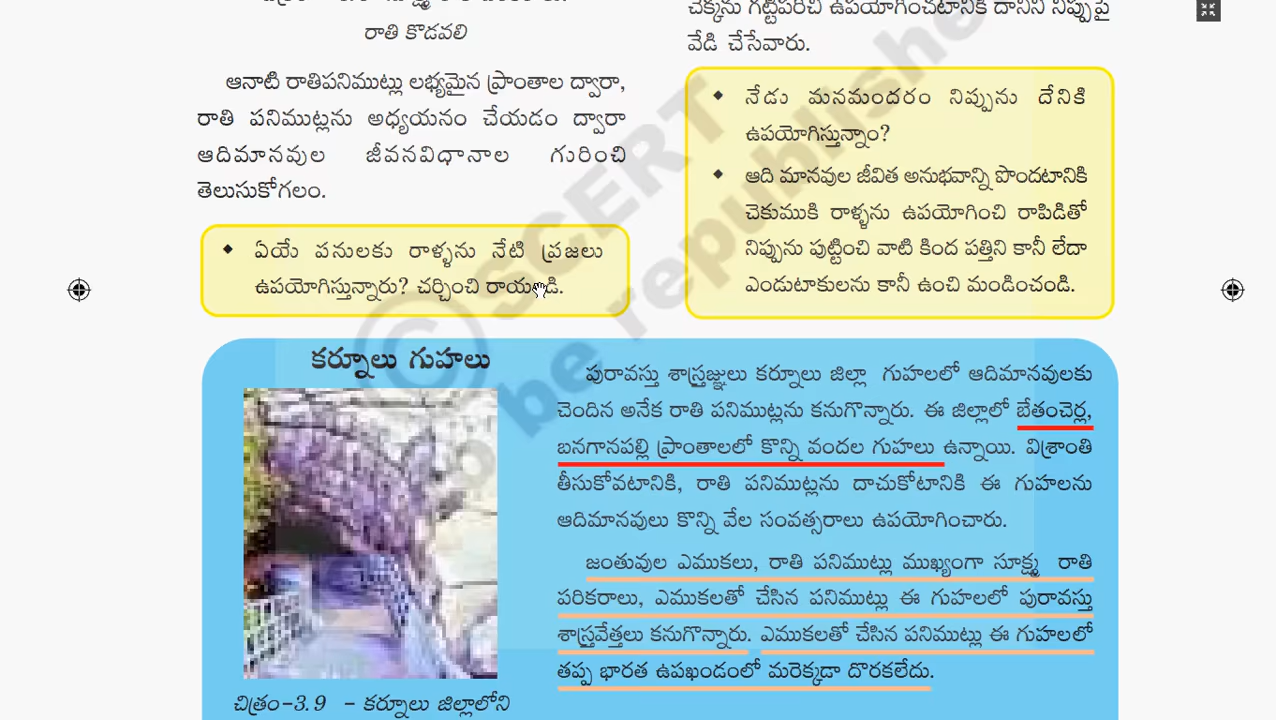 రాతి కొడవలి
ఆనాటి రాతిపనిముట్లు లభ్యమైన ప్రాంతాల ద్వారా,
రాతి పనిముట్లను అధ్యయనం చేయడం ద్వారా
ఆదిమానవుల జీవనవిధానాల గురించి
తెలుసుకోగలం.
ఏయే పనులకు రాళ్ళను నేటి ప్రజలు
ఉపయోగిస్తున్నారు? చర్చించి రాయండి.
చెక్కను గట్టిపరిచి ఉపయోగించటానికి దానిని నిప్పుపై
వేడి చేసేవారు.
నేడు మనమందరం నిప్పును దేనికి
ఉపయోగిస్తున్నాం?
ఆది మానవుల జీవిత అనుభవాన్ని పొందటానికి
చెకుముకి రాళ్ళను ఉపయోగించి రాపిడితో
నిప్పును పుట్టించి వాటి కింద పత్తిని కానీ లేదా
ఎండుటాకులను కానీ ఉంచి మండించండి.
కర్నూలు గుహలు
పురావస్తు శాస్త్రజ్ఞులు కర్నూలు జిల్లా గుహలలో ఆదిమానవులకు
చెందిన అనేక రాతి పనిముట్లను కనుగొన్నారు. ఈ జిల్లాలో బేతంచెర్ల,
బనగానపల్లి ప్రాంతాలలో కొన్ని వందల గుహలు ఉన్నాయి. విశ్రాంతి
తీసుకోవటానికి, రాతి పనిముట్లను దాచుకోటానికి ఈ గుహలను
ఆదిమానవులు కొన్ని వేల సంవత్సరాలు ఉపయోగించారు.
జంతువుల ఎముకలు, రాతి పనిముట్లు ముఖ్యంగా సూక్ష్మ రాతి
పరికరాలు, ఎముకలతో చేసిన పనిముట్లు ఈ గుహలలో పురావస్తు
శాస్త్రవేత్తలు కనుగొన్నారు. ఎముకలతో చేసిన పనిముట్లు ఈ గుహలలో
తప్ప భారత ఉపఖండంలో మరెక్కడా దొరకలేదు.
చిత్రం-3.9 - కర్నూలు జిల్లాలోని
© SCERT
be republishe